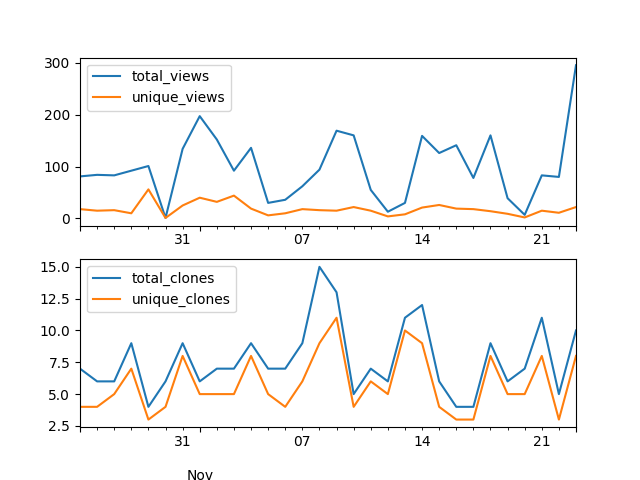 300
200
100
0
total_views
unique_views
31 07 14 21
15.0
12.5
10.0
7.5
5.0
2.5
total_clones
unique_clones
31 07 14 21
Nov